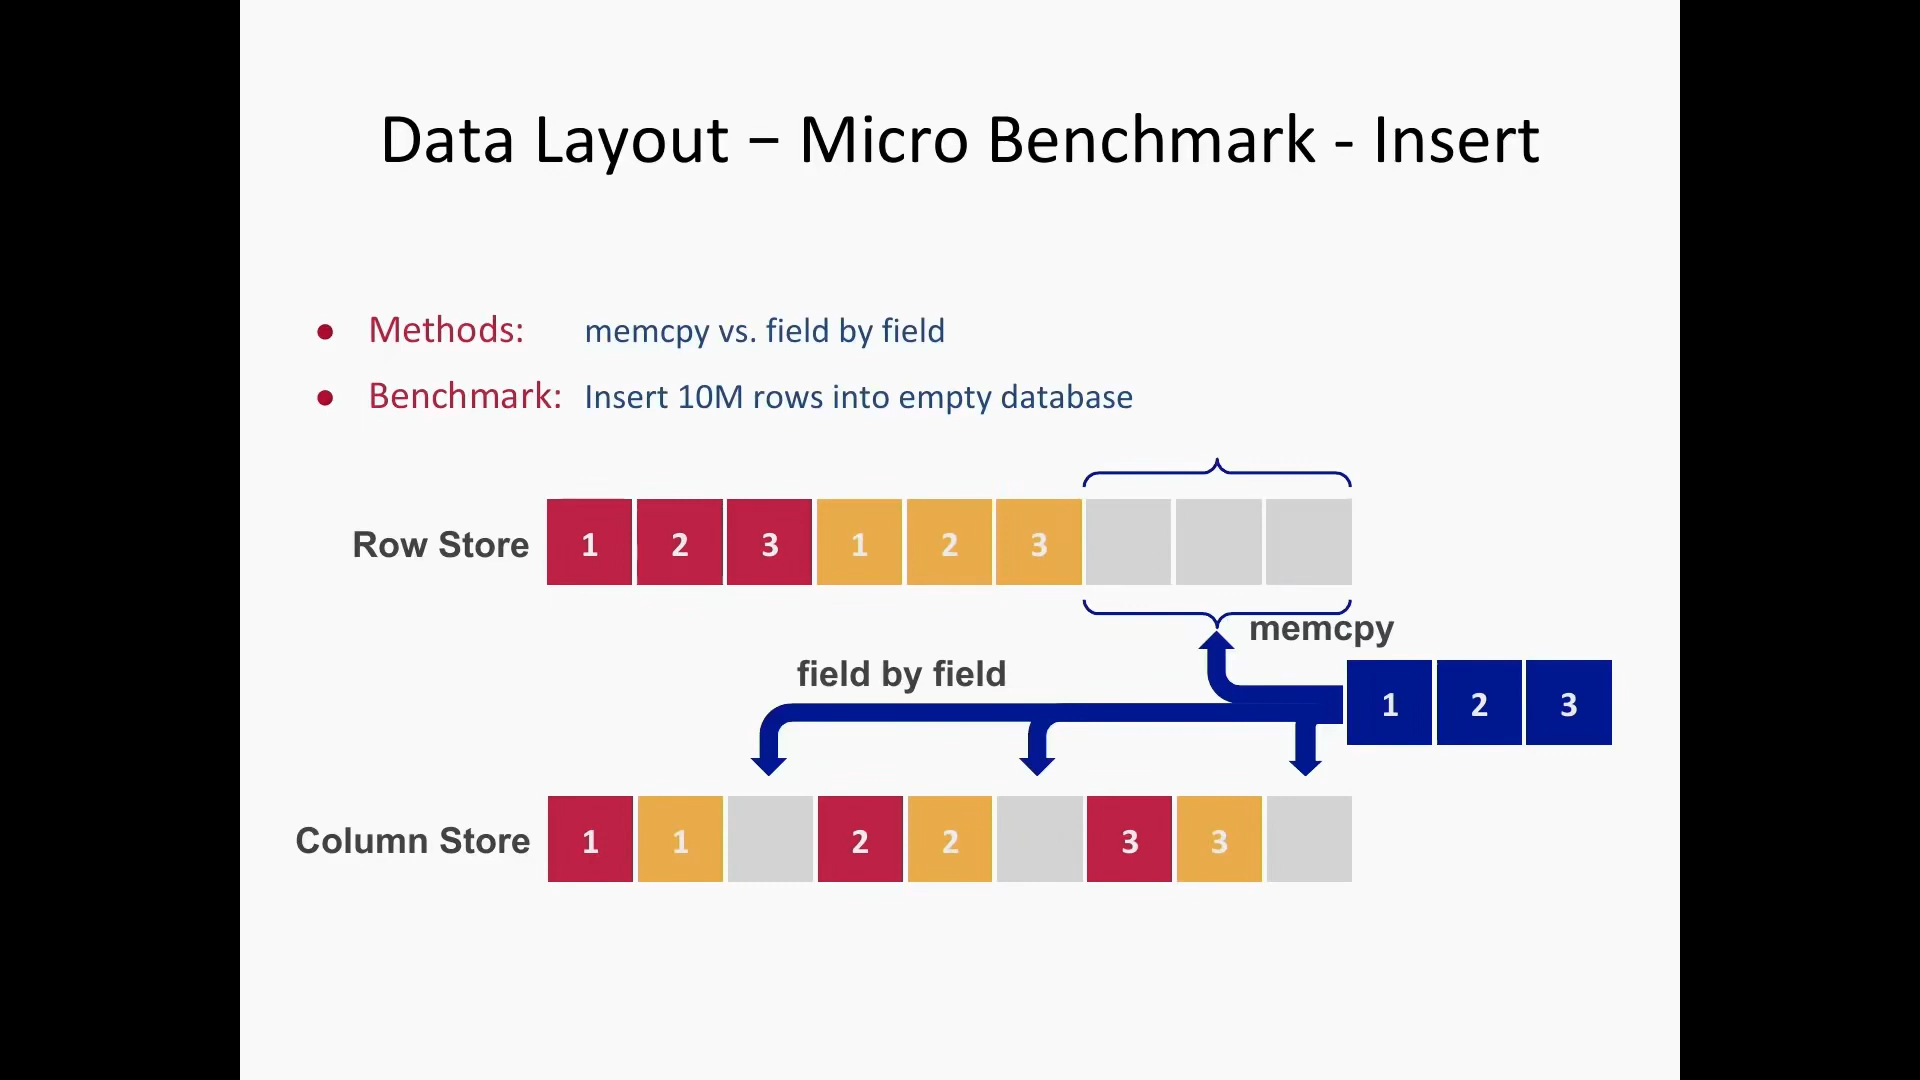 Data Layout – Micro Benchmark - Insert
● Methods: memcpy vs. field by field
● Benchmark: Insert 10M rows into empty database
Row Store 1 2 3 1 2 3
memcpy
field by field
1 2 3
Column Store 1 1 2 2 3 3